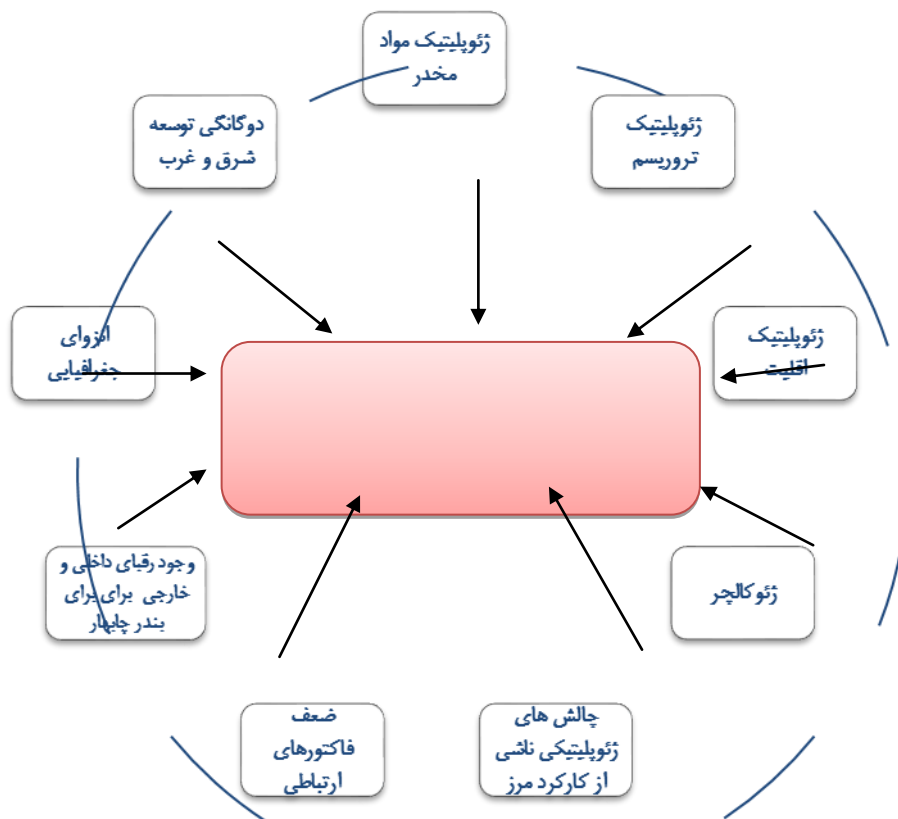 ژئوپلیتیک مواد
مخدر
ژئوپلیتیک
تروریسم
ژئوپلیتیک
اقلیت
ژئوکالچر
چالش های
ژئوپلیتیکی ناشی
از کارکرد مرز
ضعف
فاکتورهای
ارتباطی
وجود رقبای داخلی و
خارجی برای برای
بندر چابهار
انزوای
جغرافیایی
دوگانگی توسعه
شرق و غرب